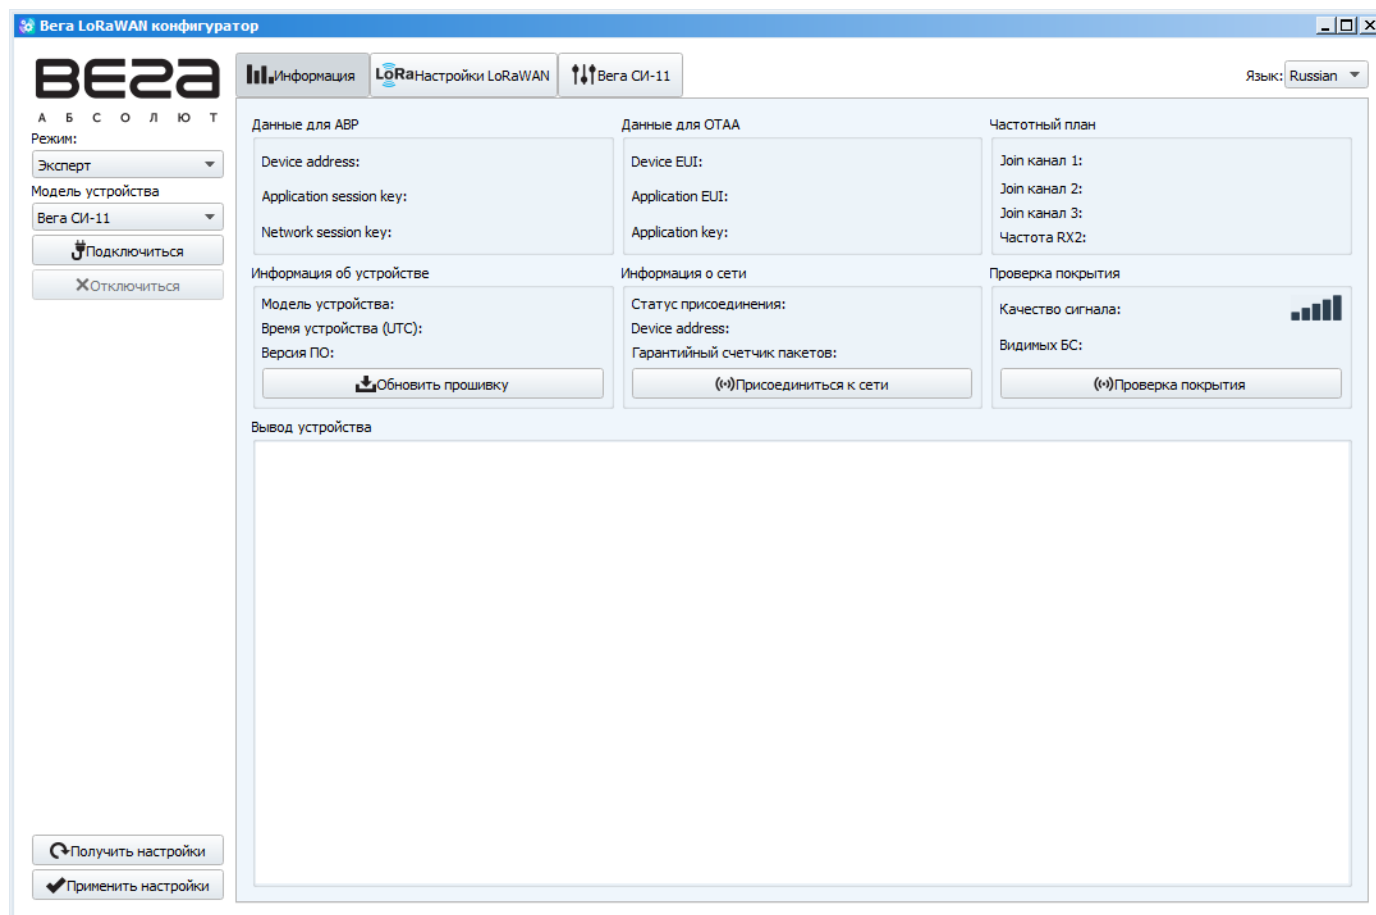 Вега LoRaWAN конфигуратор
ВЕГА
АБСОЛЮТ
Режим:
Эксперт
Модель устройства
Вега СИ-11
Подключиться
Отключиться
Информация
LoRa Настройки LoRaWAN
Вега СИ-11
Язык: Russian
Данные для ABP
Device address:
Application session key:
Network session key:
Данные для OTAA
Device EUI:
Application EUI:
Application key:
Частотный план
Join канал 1:
Join канал 2:
Join канал 3:
Частота RX2:
Информация об устройстве
Модель устройства:
Время устройства (UTC):
Версия ПО:
Обновить прошивку
Информация о сети
Статус присоединения:
Device address:
Гарантийный счетчик пакетов:
Присоединиться к сети
Проверка покрытия
Качество сигнала:
Видимых БС:
Проверка покрытия
Вывод устройства
Получить настройки
Применить настройки